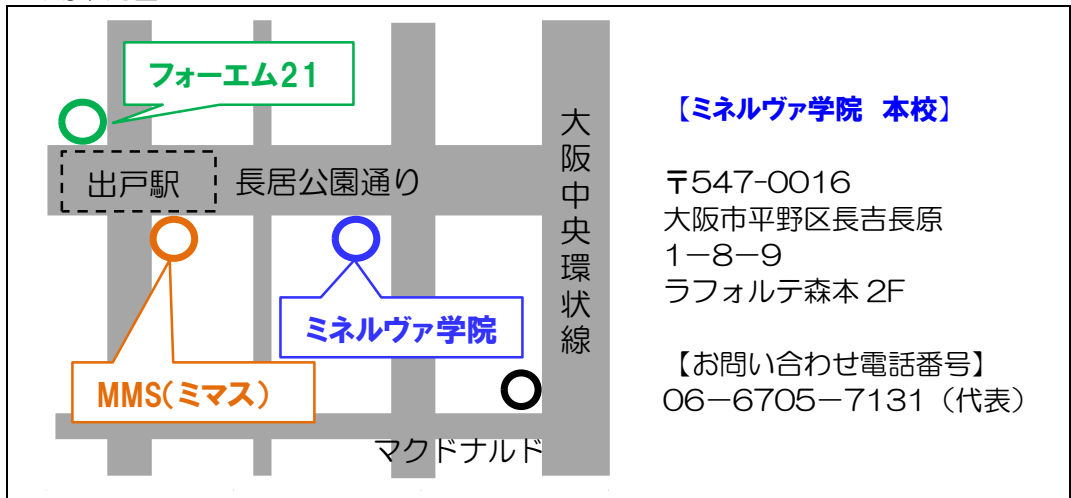 フォーエム21
出戸駅
長居公園通り
大阪中央環状線
ミネルヴァ学院
MMS(ミマス)
マクドナルド
【ミネルヴァ学院 本校】
〒547-0016
大阪市平野区長吉長原
1－8－9
ラフォルテ森本 2F
【お問い合わせ電話番号】
06－6705－7131（代表）